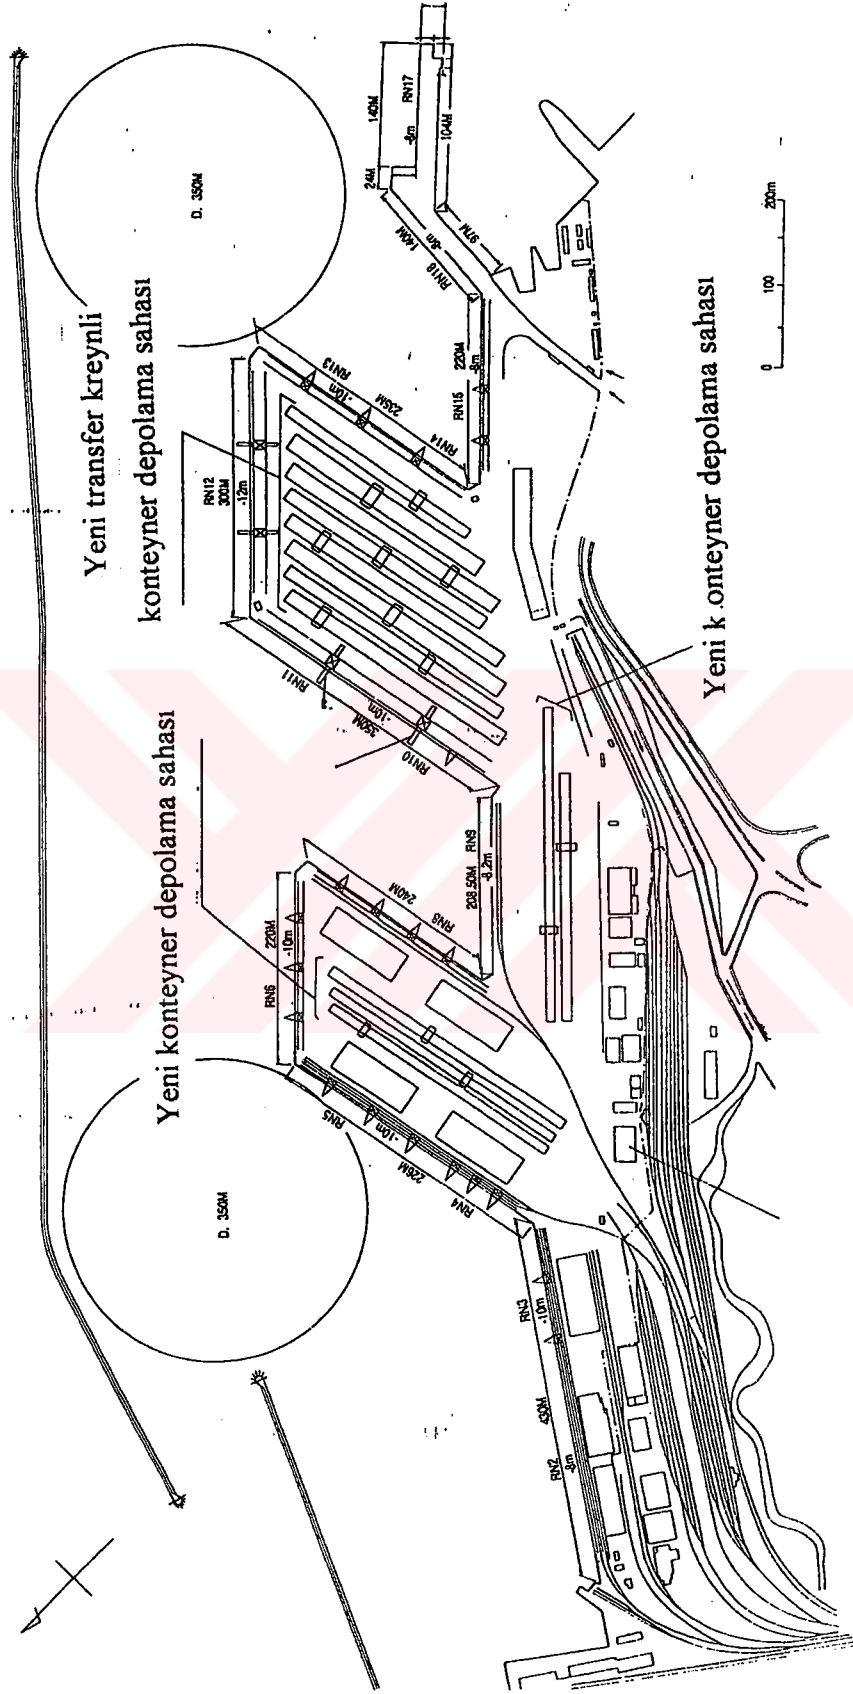 Yeni transfer kreynli
konteyner depolama sahası
Yeni konteyner depolama sahası
Yeni k .onteyner depolama sahası
D. 350M
D. 350M
RN2
-8m
430M
RN3
-10m
RN4
226M
-10m
RN5
RN6
220M
-10m
240M
RN8
208.50M
RN9
-8.2m
RN10
350M
-10m
RN11
RN12
300M
-12m
RN13
-10m
235M
RN14
RN15
220M
-8m
RN18
140M
-8m
24M
140M
RN17
-8m
104M
97M
0
100
200m